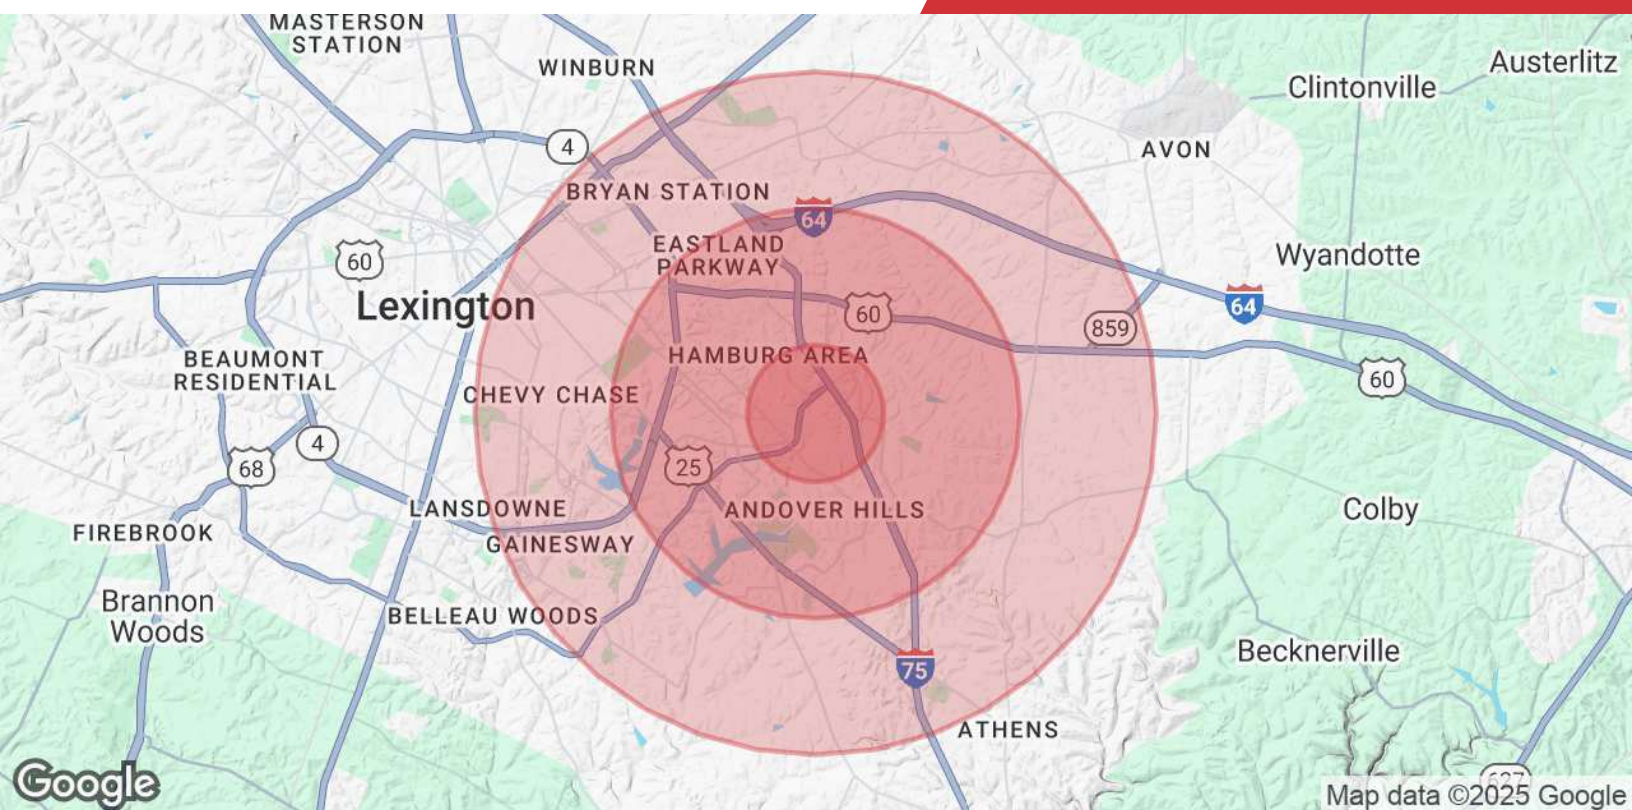 MASTERSON
STATION
WINBURN
Austerlitz
Clintonville
4
AVON
BRYAN STATION
64
EASTLAND
PARKWAY
60
Wyandotte
Lexington
60
64
859
HAMBURG AREA
BEAUMONT
RESIDENTIAL
60
CHEVY CHASE
4
68
25
LANSDOWNE
ANDOVER HILLS
Colby
FIREBROOK
GAINESWAY
Brannon
Woods
BELLEAU WOODS
Becknerville
75
ATHENS
627
Google
Map data ©2025 Google